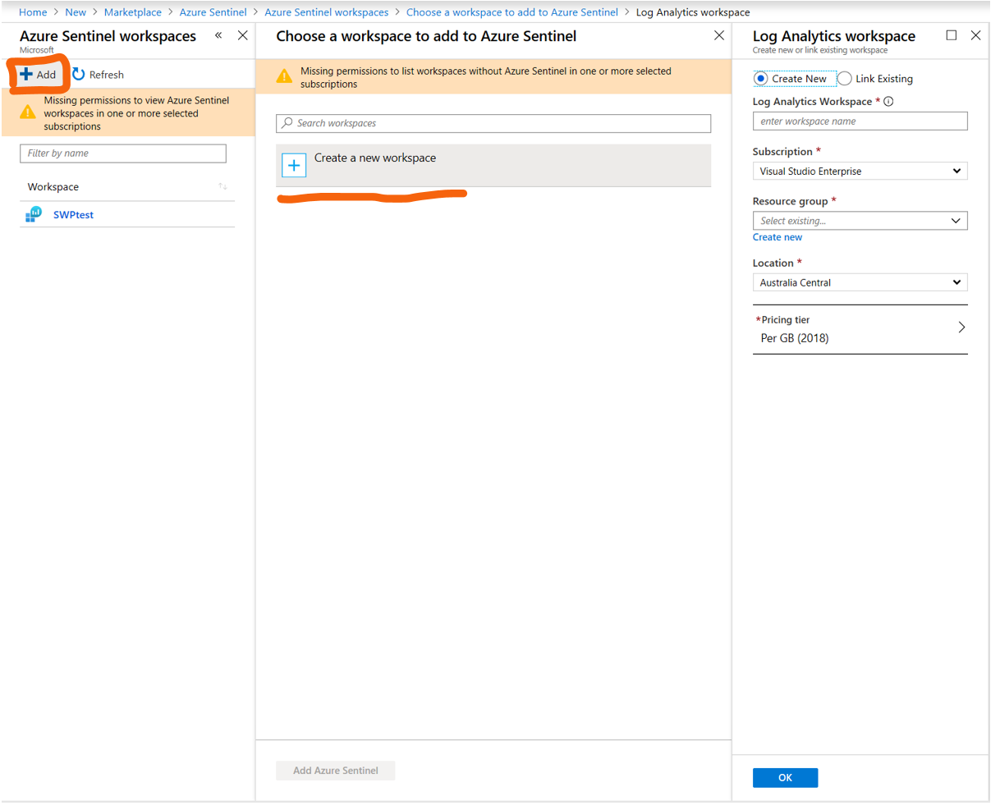 Home > New > Marketplace > Azure Sentinel > Azure Sentinel workspaces > Choose a workspace to add to Azure Sentinel > Log Analytics workspace
Azure Sentinel workspaces
Microsoft
Add
Refresh
Missing permissions to view Azure Sentinel
workspaces in one or more selected
subscriptions
Filter by name
Workspace
SWPtest
Choose a workspace to add to Azure Sentinel
Missing permissions to list workspaces without Azure Sentinel in one or more selected
subscriptions
Search workspaces
Create a new workspace
Add Azure Sentinel
Log Analytics workspace
Create new or link existing workspace
Create New
Link Existing
Log Analytics Workspace *
enter workspace name
Subscription *
Visual Studio Enterprise
Resource group *
Select existing...
Create new
Location *
Australia Central
*Pricing tier
Per GB (2018)
OK